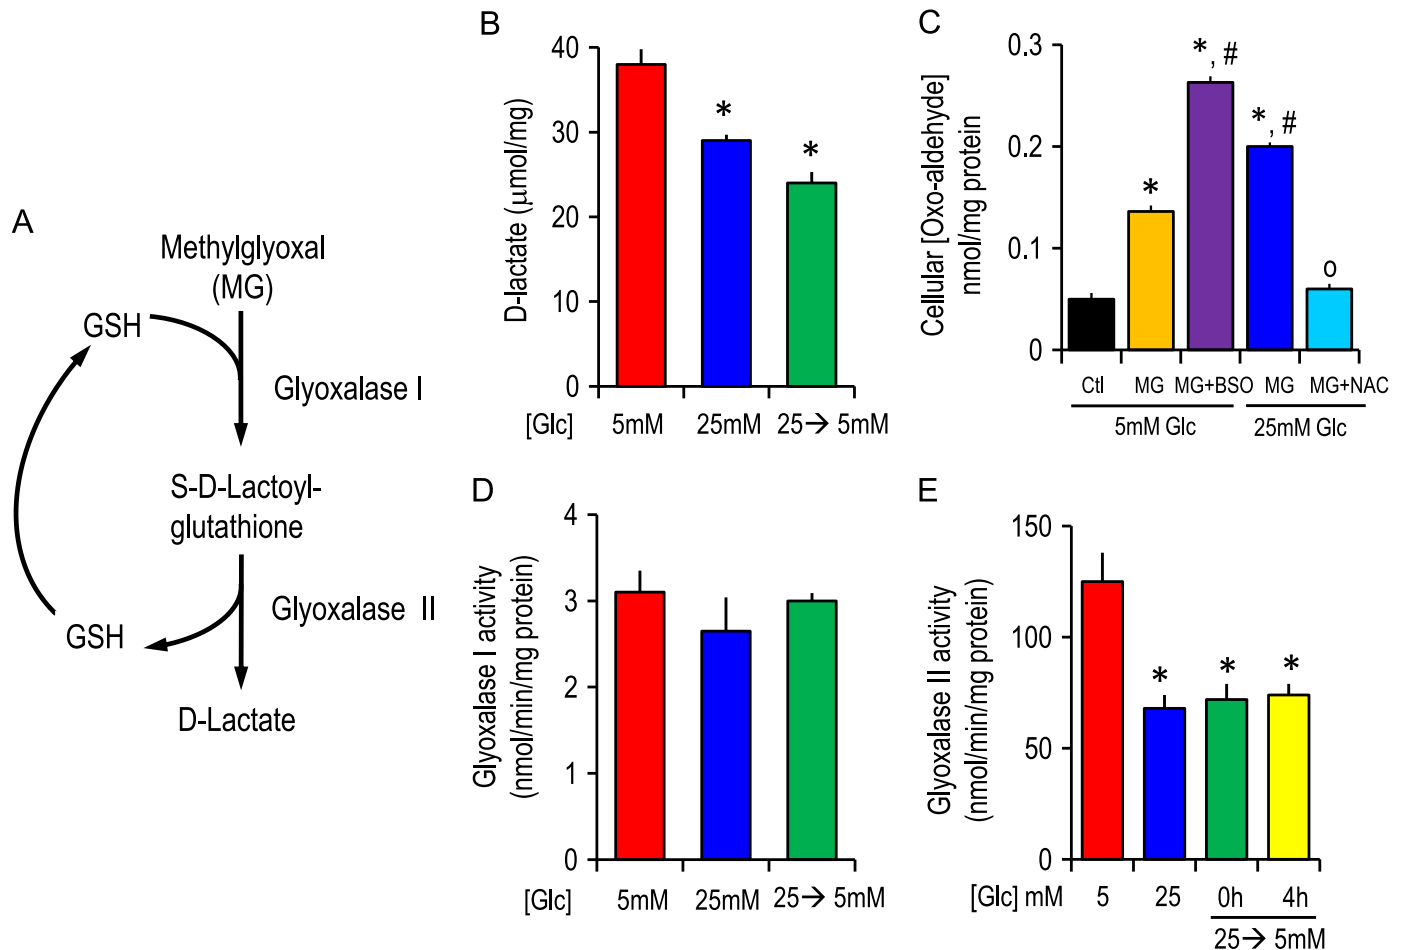 A
Methylglyoxal
(MG)
GSH
Glyoxalase I
S-D-Lactoyl-
glutathione
Glyoxalase II
GSH
D-Lactate
B
D-lactate (μmol/mg)
40
30
20
10
0
*
*
[Glc] 5mM 25mM 25→ 5mM
C
Cellular [Oxo-aldehyde]
nmol/mg protein
0.3
0.2
0.1
0
*
*, #
*, #
o
Ctl MG MG+BSO MG MG+NAC
5mM Glc 25mM Glc
D
Glyoxalase I activity
(nmol/min/mg protein)
4
3
2
1
0
[Glc] 5mM 25mM 25→ 5mM
E
Glyoxalase II activity
(nmol/min/mg protein)
150
100
50
0
* * *
[Glc] mM 5 25 0h 4h
25→ 5mM